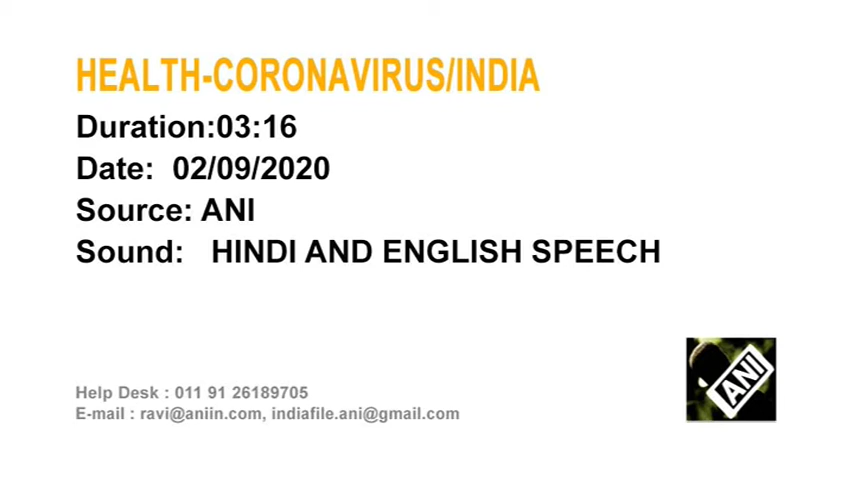 HEALTH-CORONAVIRUS/INDIA
Duration:03:16
Date: 02/09/2020
Source: ANI
Sound: HINDI AND ENGLISH SPEECH
ANI
Help Desk : 011 91 26189705
E-mail : ravi@aniin.com, indiafile.ani@gmail.com